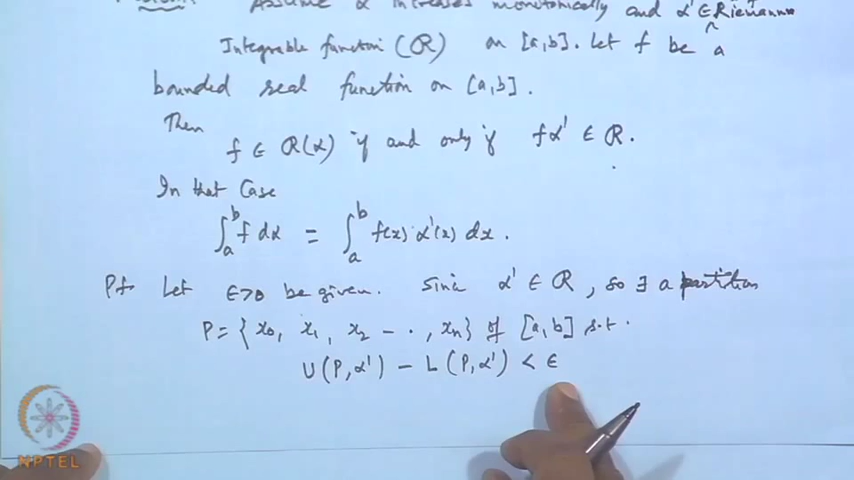 Assume α increases monotonically and α' ∈ Riemann
Integrable function (R) on [a,b]. Let f be a
bounded real function on [a,b].
Then
f ∈ R(α) if and only if fα' ∈ R.
In that Case
∫_a^b f dα = ∫_a^b f(x) α'(x) dx.
Pf Let ε>0 be given. Since α' ∈ R, so ∃ a partition
P = {x₀, x₁, x₂ - - ·, xₙ} of [a,b] s.t.
U(P,α') - L(P,α') < ε
NPTEL